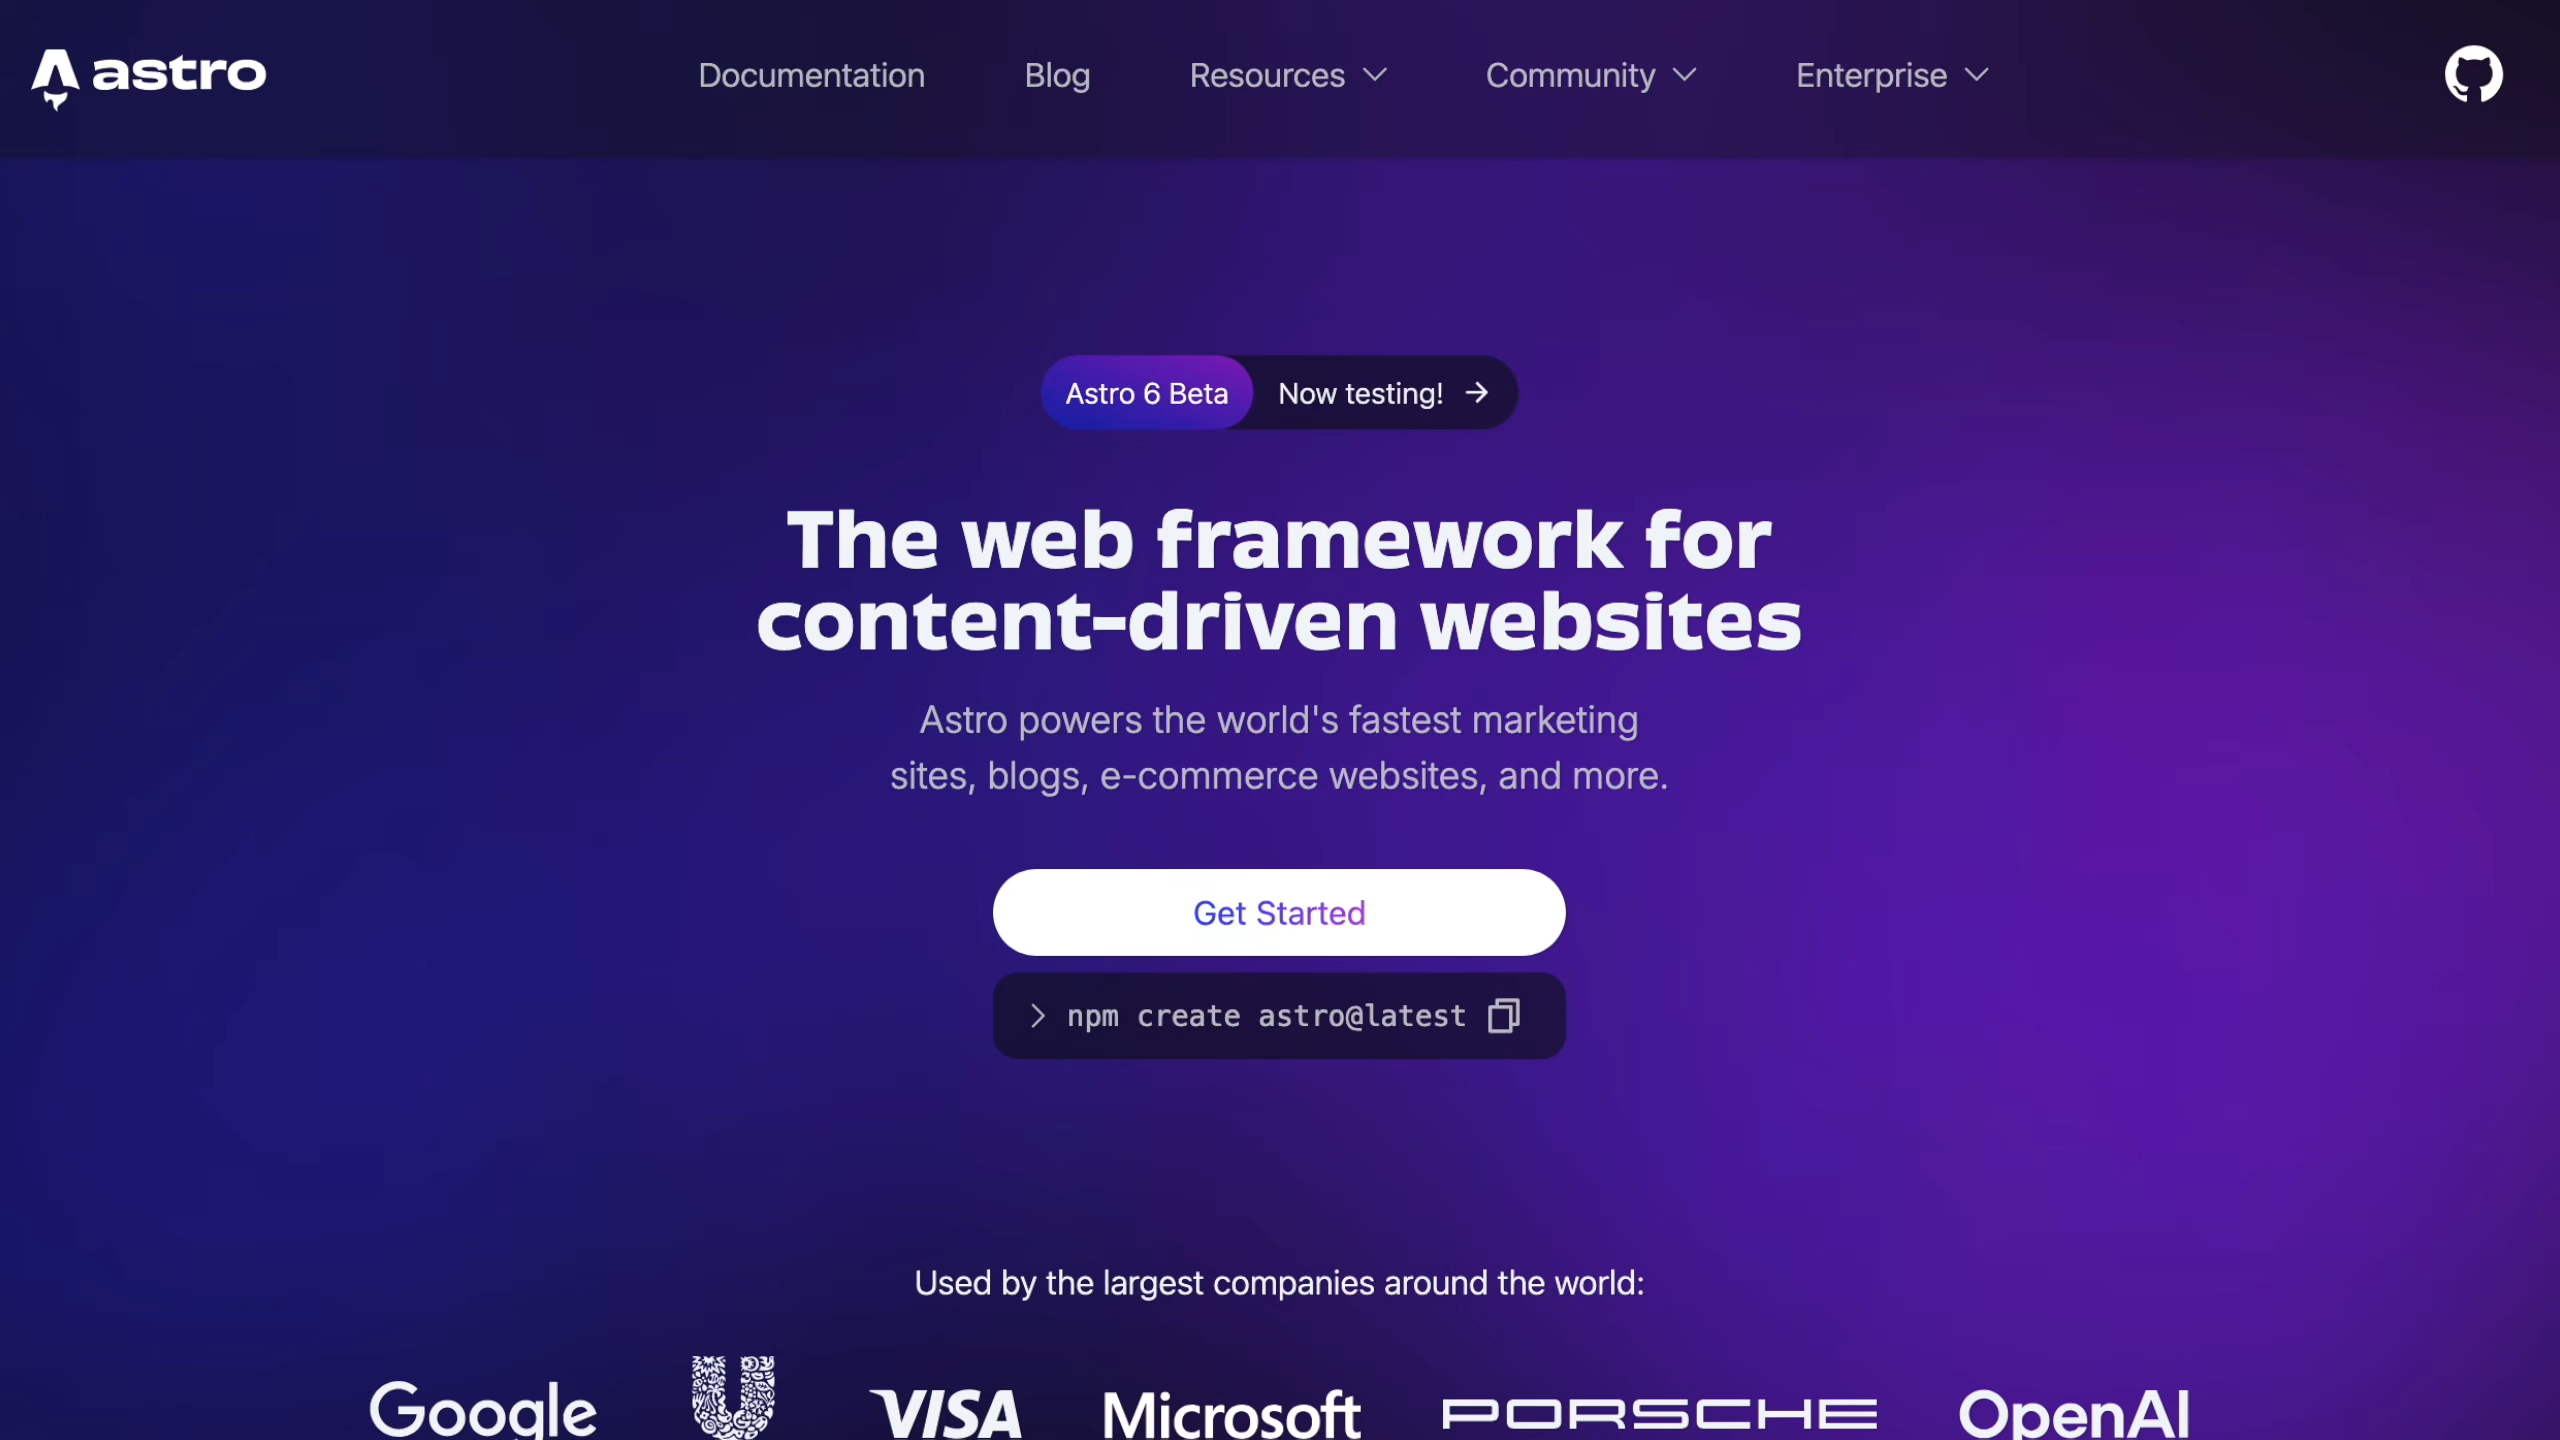 astro
Documentation Blog Resources Community Enterprise
Astro 6 Beta Now testing! →
The web framework for
content-driven websites
Astro powers the world's fastest marketing
sites, blogs, e-commerce websites, and more.
Get Started
> npm create astro@latest
Used by the largest companies around the world:
Google U VISA Microsoft PORSCHE OpenAI